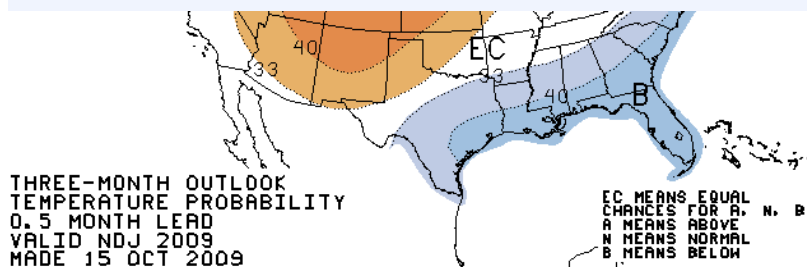 40
EC
33
33
40
B
THREE-MONTH OUTLOOK
TEMPERATURE PROBABILITY
0.5 MONTH LEAD
VALID NDJ 2009
MADE 15 OCT 2009
EC MEANS EQUAL
CHANCES FOR A, N, B
A MEANS ABOVE
N MEANS NORMAL
B MEANS BELOW